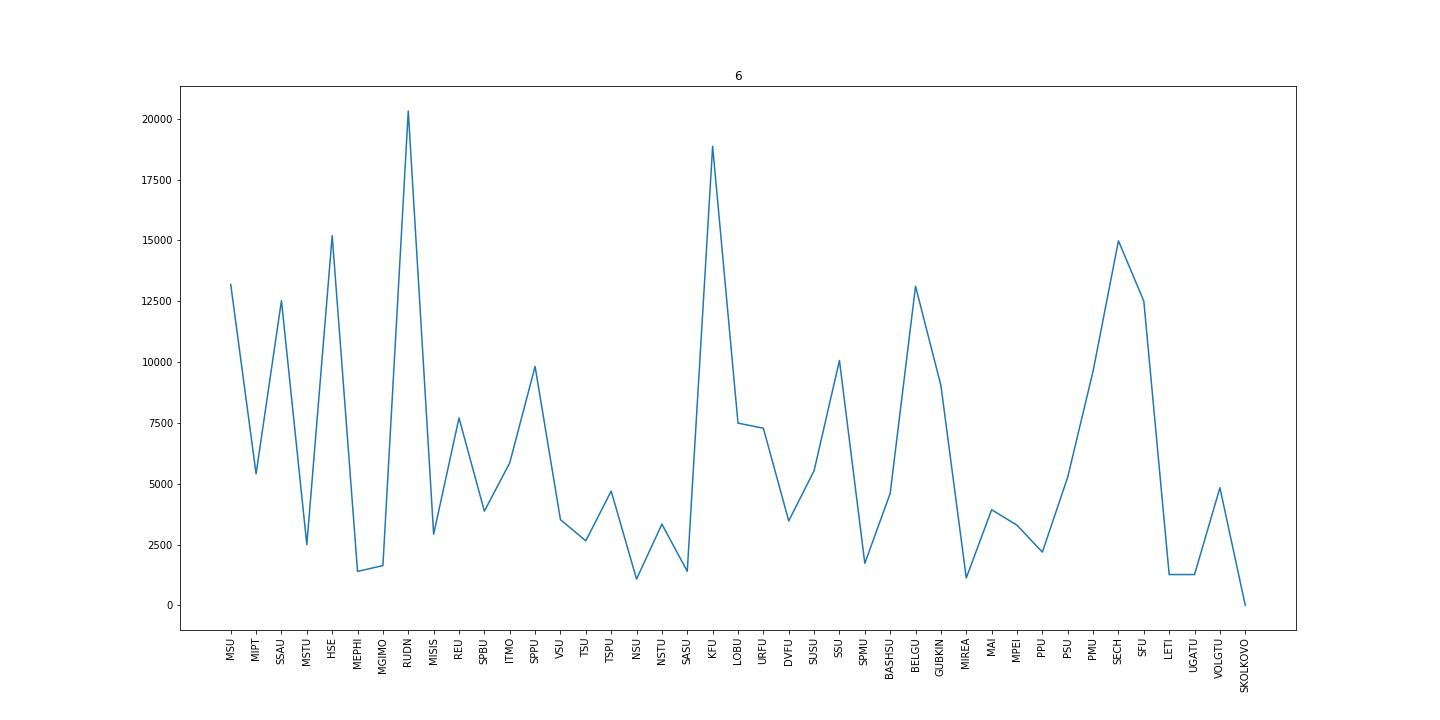 6
20000
17500
15000
12500
10000
7500
5000
2500
0
MSU
MIPT
SSAU
MSTU
HSE
MEPHI
MGIMO
RUDN
MISIS
REU
SPBU
ITMO
SPPU
VSU
TSU
TSPU
NSU
NSTU
SASU
KFU
LOBU
URFU
DVFU
SUSU
SSU
SPMU
BASHSU
BELGU
GUBKIN
MIREA
MAI
MPEI
PPU
PSU
PMU
SECH
SFU
LETI
UGATU
VOLGTU
SKOLKOVO